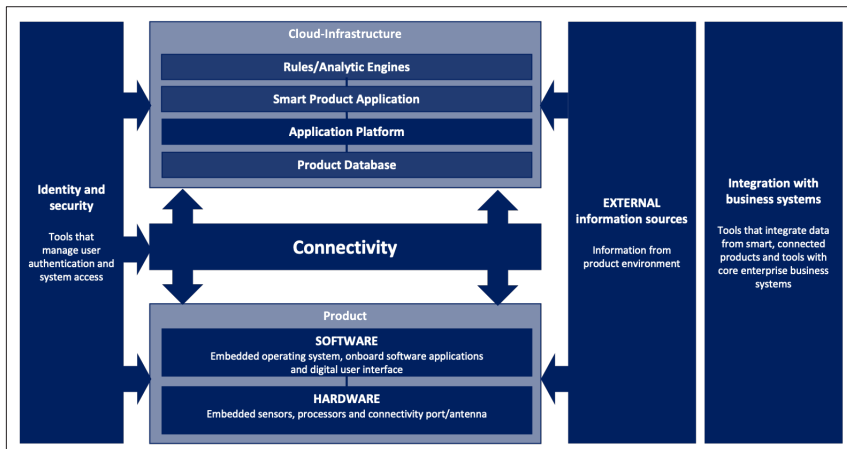 Cloud-Infrastructure
Rules/Analytic Engines
Smart Product Application
Application Platform
Product Database
Identity and
security
Tools that
manage user
authentication and
system access
Connectivity
Product
SOFTWARE
Embedded operating system, onboard software applications
and digital user interface
HARDWARE
Embedded sensors, processors and connectivity port/antenna
EXTERNAL
information sources
Information from
product environment
Integration with
business systems
Tools that integrate data
from smart, connected
products and tools with
core enterprise business
systems